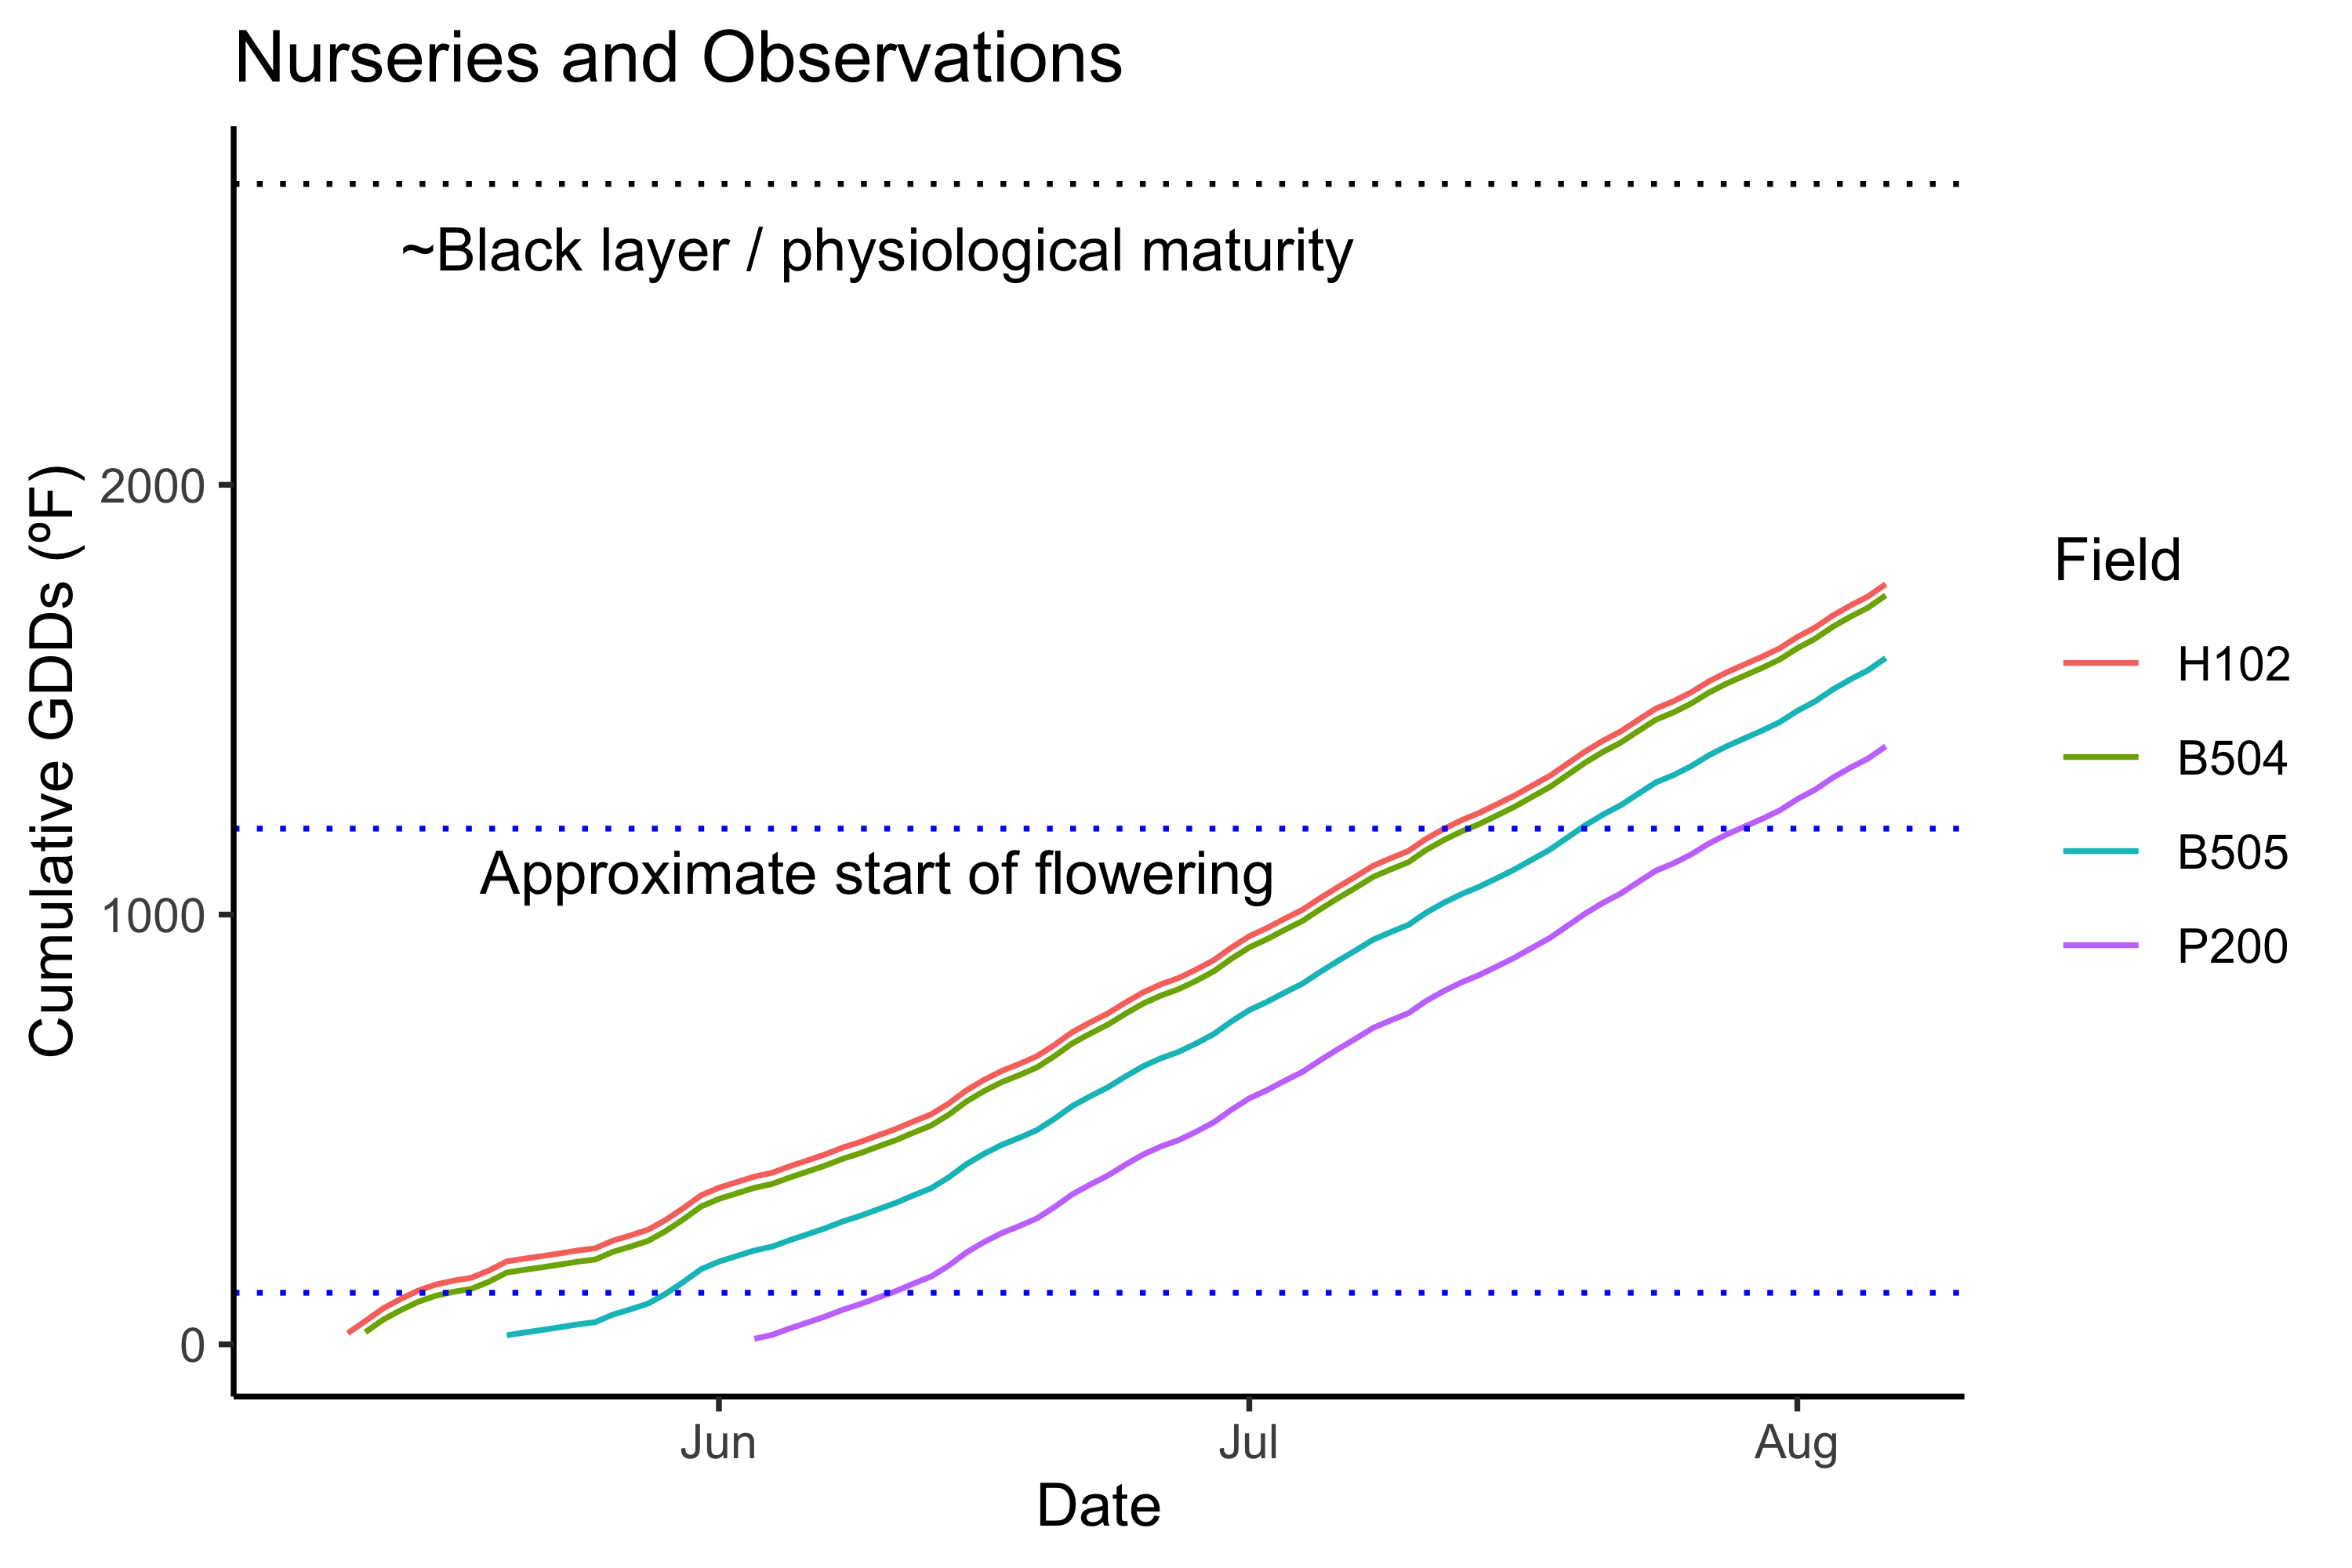 Nurseries and Observations
~Black layer / physiological maturity
2000
Cumulative GDDs (ºF)
Field
H102
B504
Approximate start of flowering
B505
1000
P200
0
Jun
Jul
Aug
Date